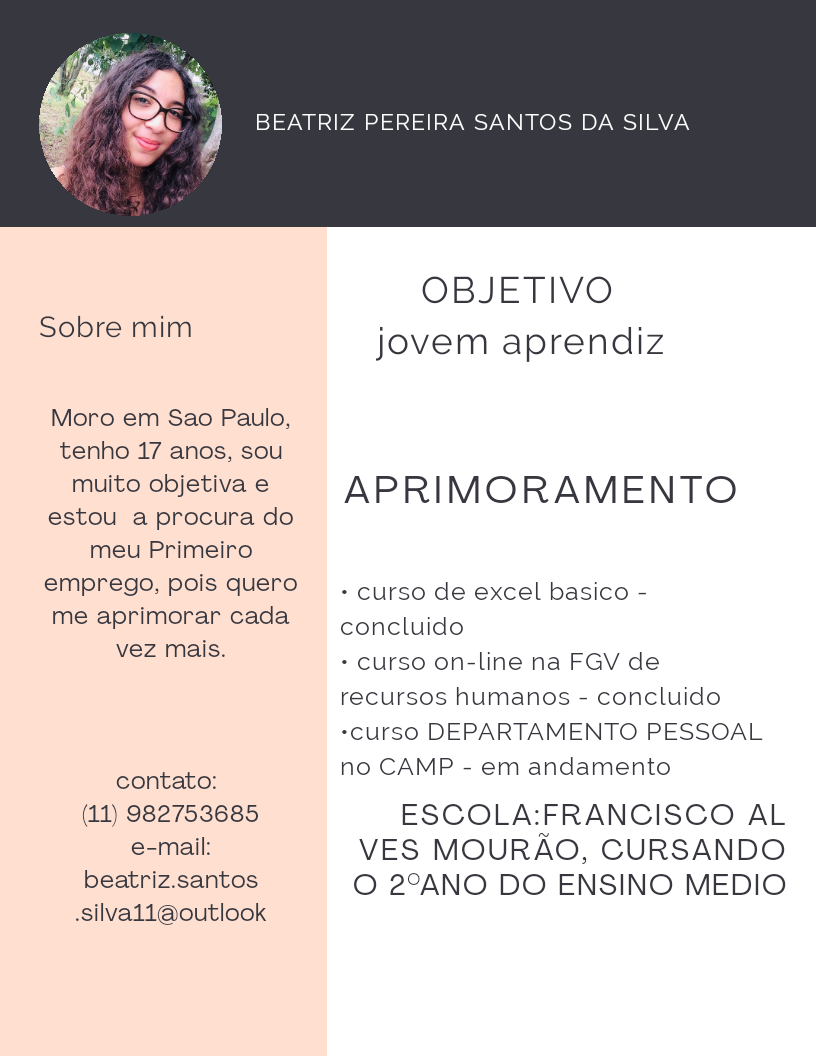 BEATRIZ PEREIRA SANTOS DA SILVA
Sobre mim
Moro em Sao Paulo,
tenho 17 anos, sou
muito objetiva e
estou  a procura do
meu Primeiro
emprego, pois quero
me aprimorar cada
vez mais.
contato:
(11) 982753685
e-mail:
beatriz.santos
.silva11@outlook
OBJETIVO
jovem aprendiz
APRIMORAMENTO
• curso de excel basico -
concluido
• curso on-line na FGV de
recursos humanos - concluido
•curso DEPARTAMENTO PESSOAL
no CAMP - em andamento
ESCOLA:FRANCISCO AL
VES MOURÃO, CURSANDO
O 2ºANO DO ENSINO MEDIO